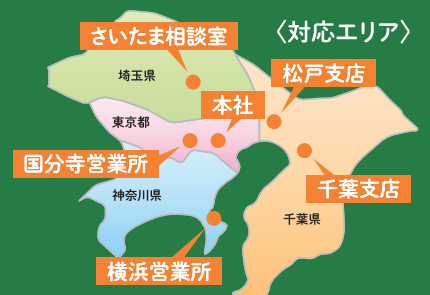 〈対応エリア〉
さいたま相談室
埼玉県
松戸支店
本社
東京都
国分寺営業所
千葉支店
神奈川県
千葉県
横浜営業所